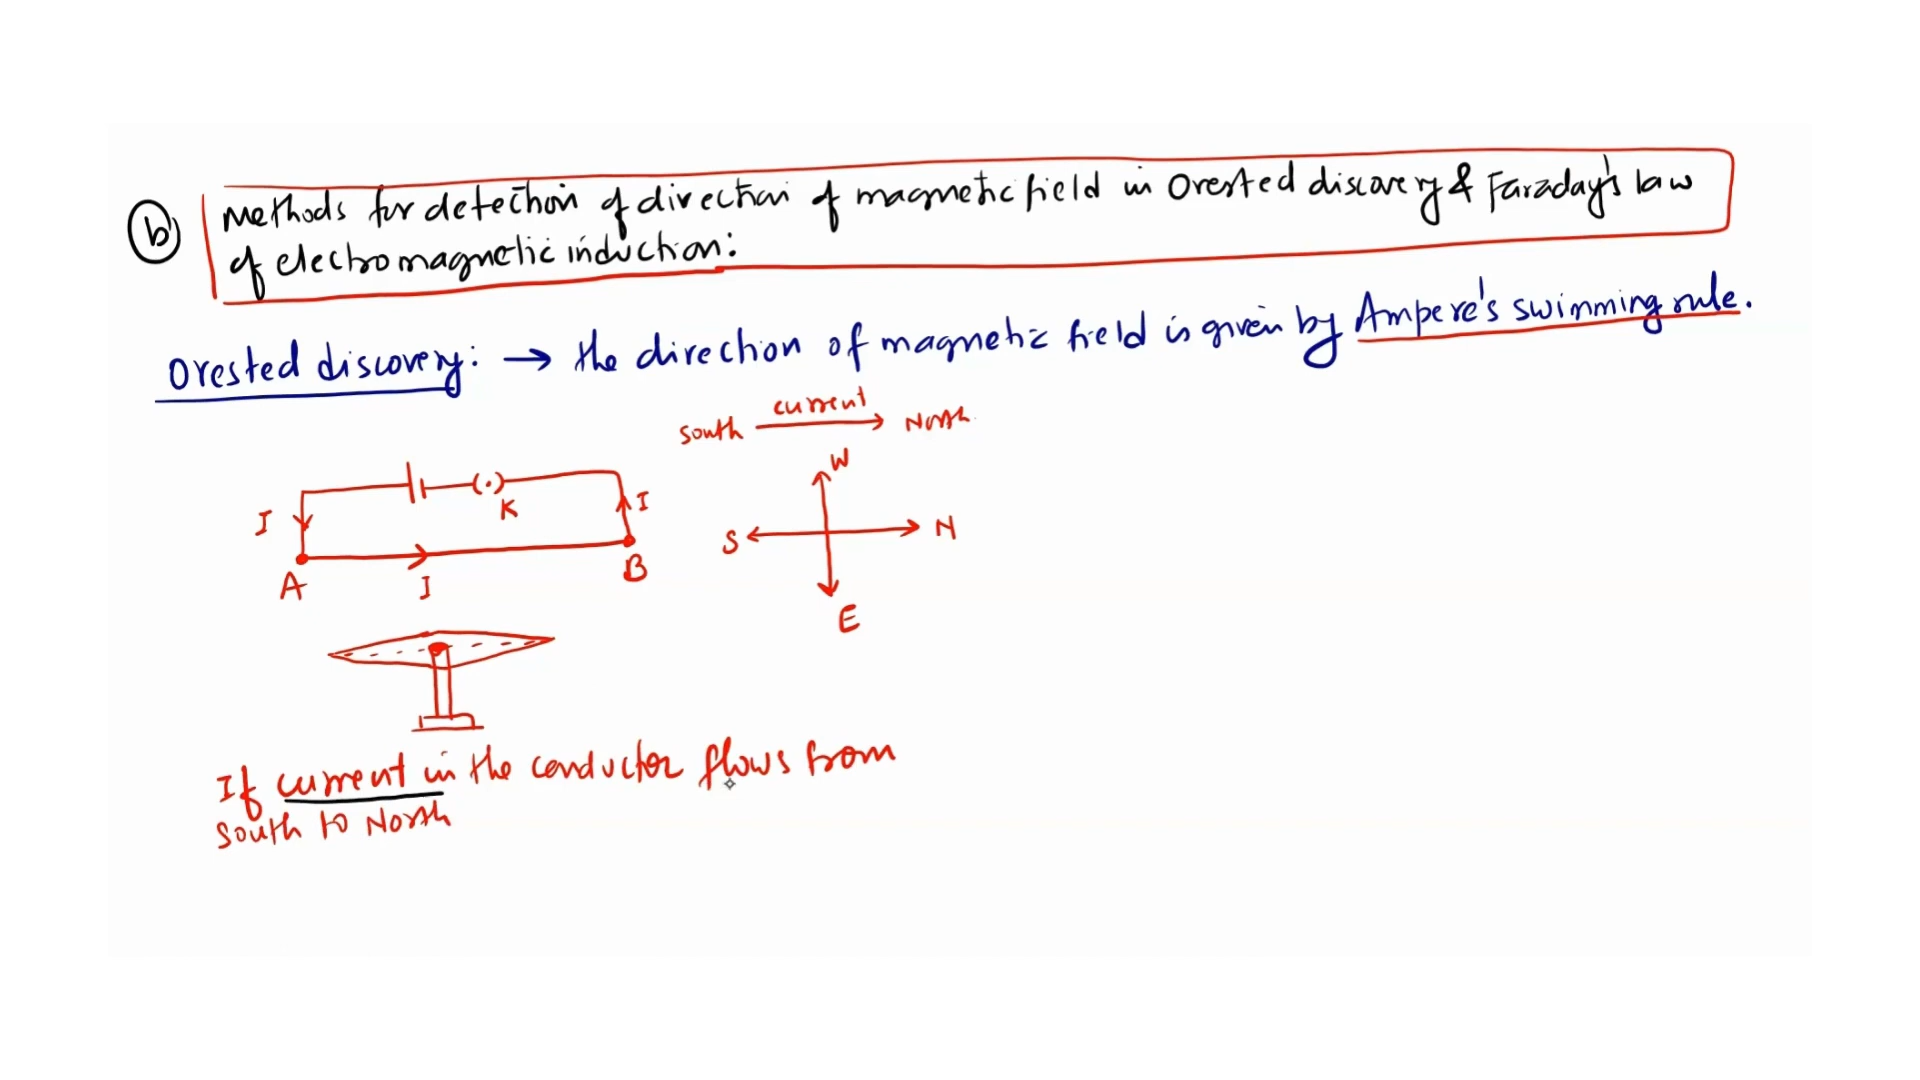 (b) Methods for detection of direction of magnetic field in Orested discovery & Faraday's law
of electromagnetic induction:
Orested discovery: → the direction of magnetic field is given by Ampere's swimming rule.
current
South → North
W
K
I
I
S
N
A
I
B
E
If current in the conductor flows from
South to North